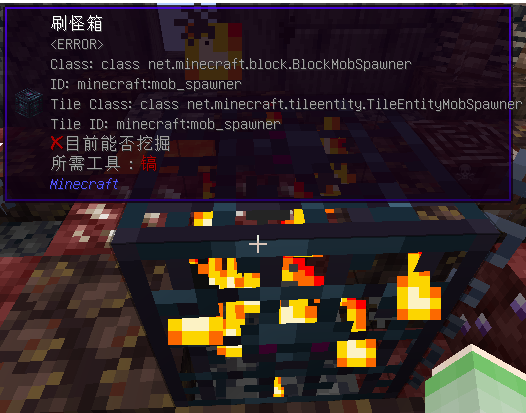 刷怪箱
<ERROR>
Class: class net.minecraft.block.BlockMobSpawner
ID: minecraft:mob_spawner
Tile Class: class net.minecraft.tileentity.TileEntityMobSpawner
Tile ID: minecraft:mob_spawner
✘目前能否挖掘
所需工具：镐
Minecraft